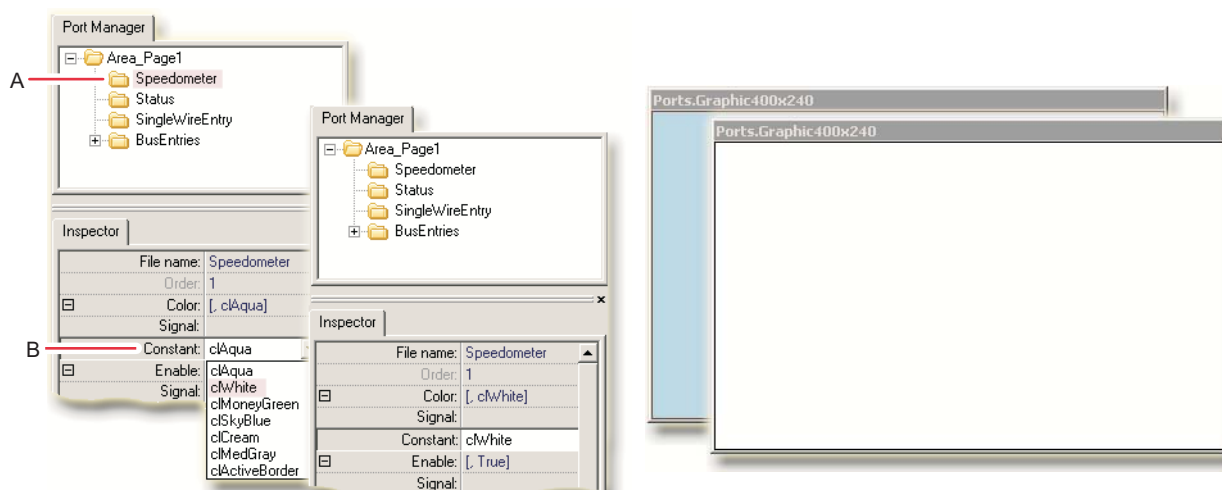 Port Manager
Area_Page1
A
Speedometer
Status
SingleWireEntry
BusEntries
Inspector
File name: Speedometer
Order: 1
Color: [, clAqua]
Signal:
B
Constant: clAqua
Enable: clAqua
Signal: clWhite
clMoneyGreen
clSkyBlue
clCream
clMedGray
clActiveBorder
Port Manager
Area_Page1
Speedometer
Status
SingleWireEntry
BusEntries
x
Inspector
File name: Speedometer
Order: 1
Color: [, clWhite]
Signal:
Constant: clWhite
Enable: [, True]
Signal:
Ports.Graphic400x240
Ports.Graphic400x240